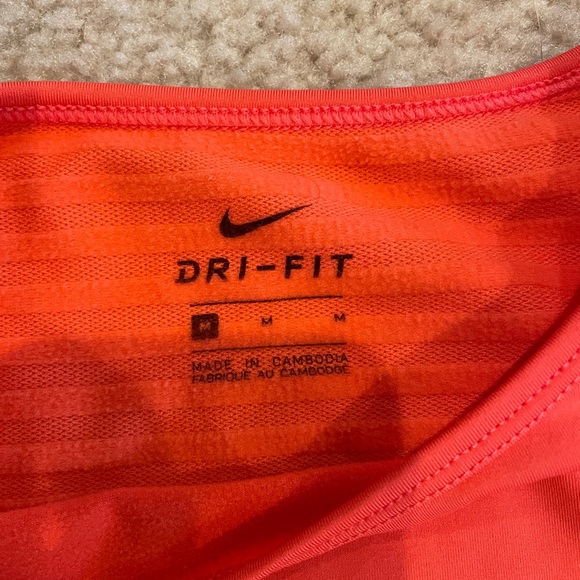 DRI-FIT
M M M
MADE IN CAMBODIA
FABRIQUE AU CAMBODGE